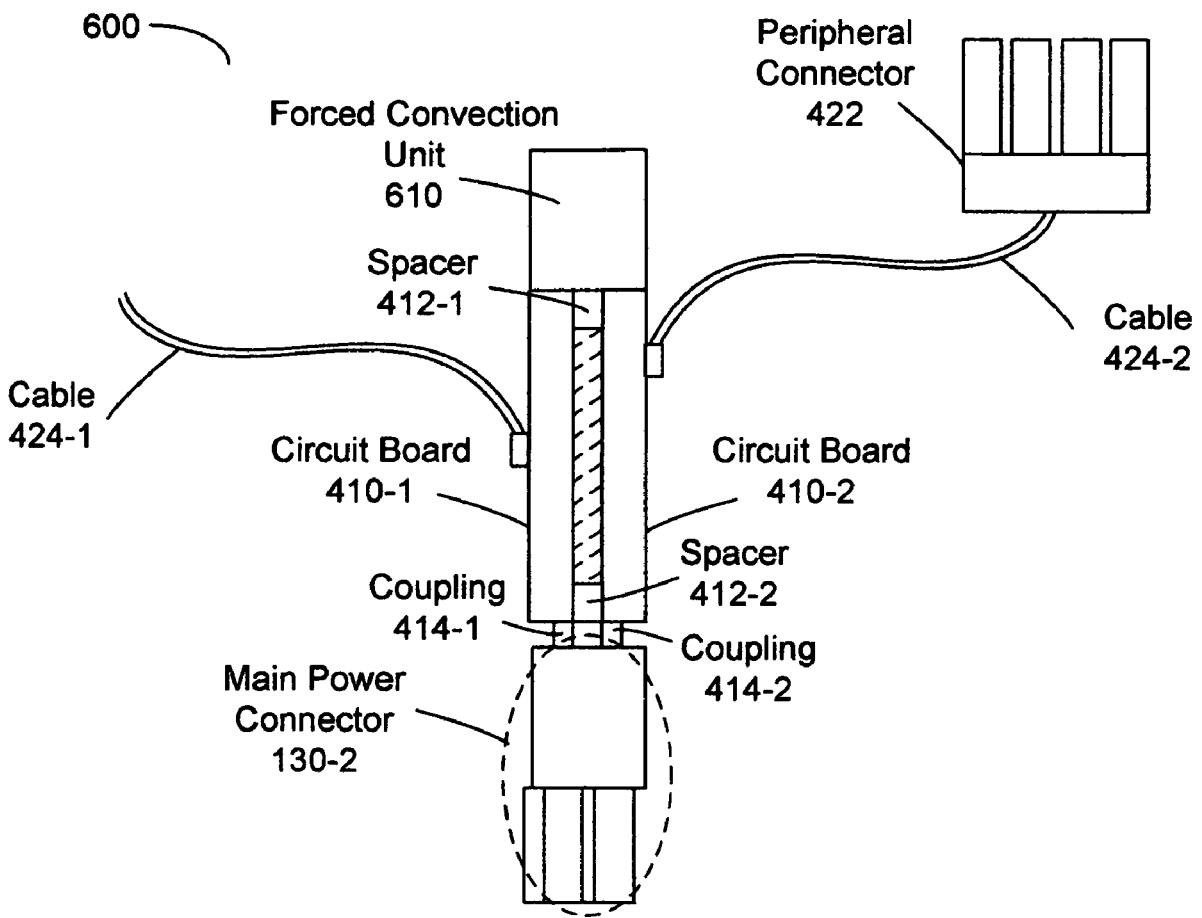 600
Peripheral
Connector
422
Forced Convection
Unit
610
Spacer
412-1
Cable
424-2
Cable
424-1
Circuit Board
410-1
Circuit Board
410-2
Spacer
412-2
Coupling
414-1
Coupling
414-2
Main Power
Connector
130-2